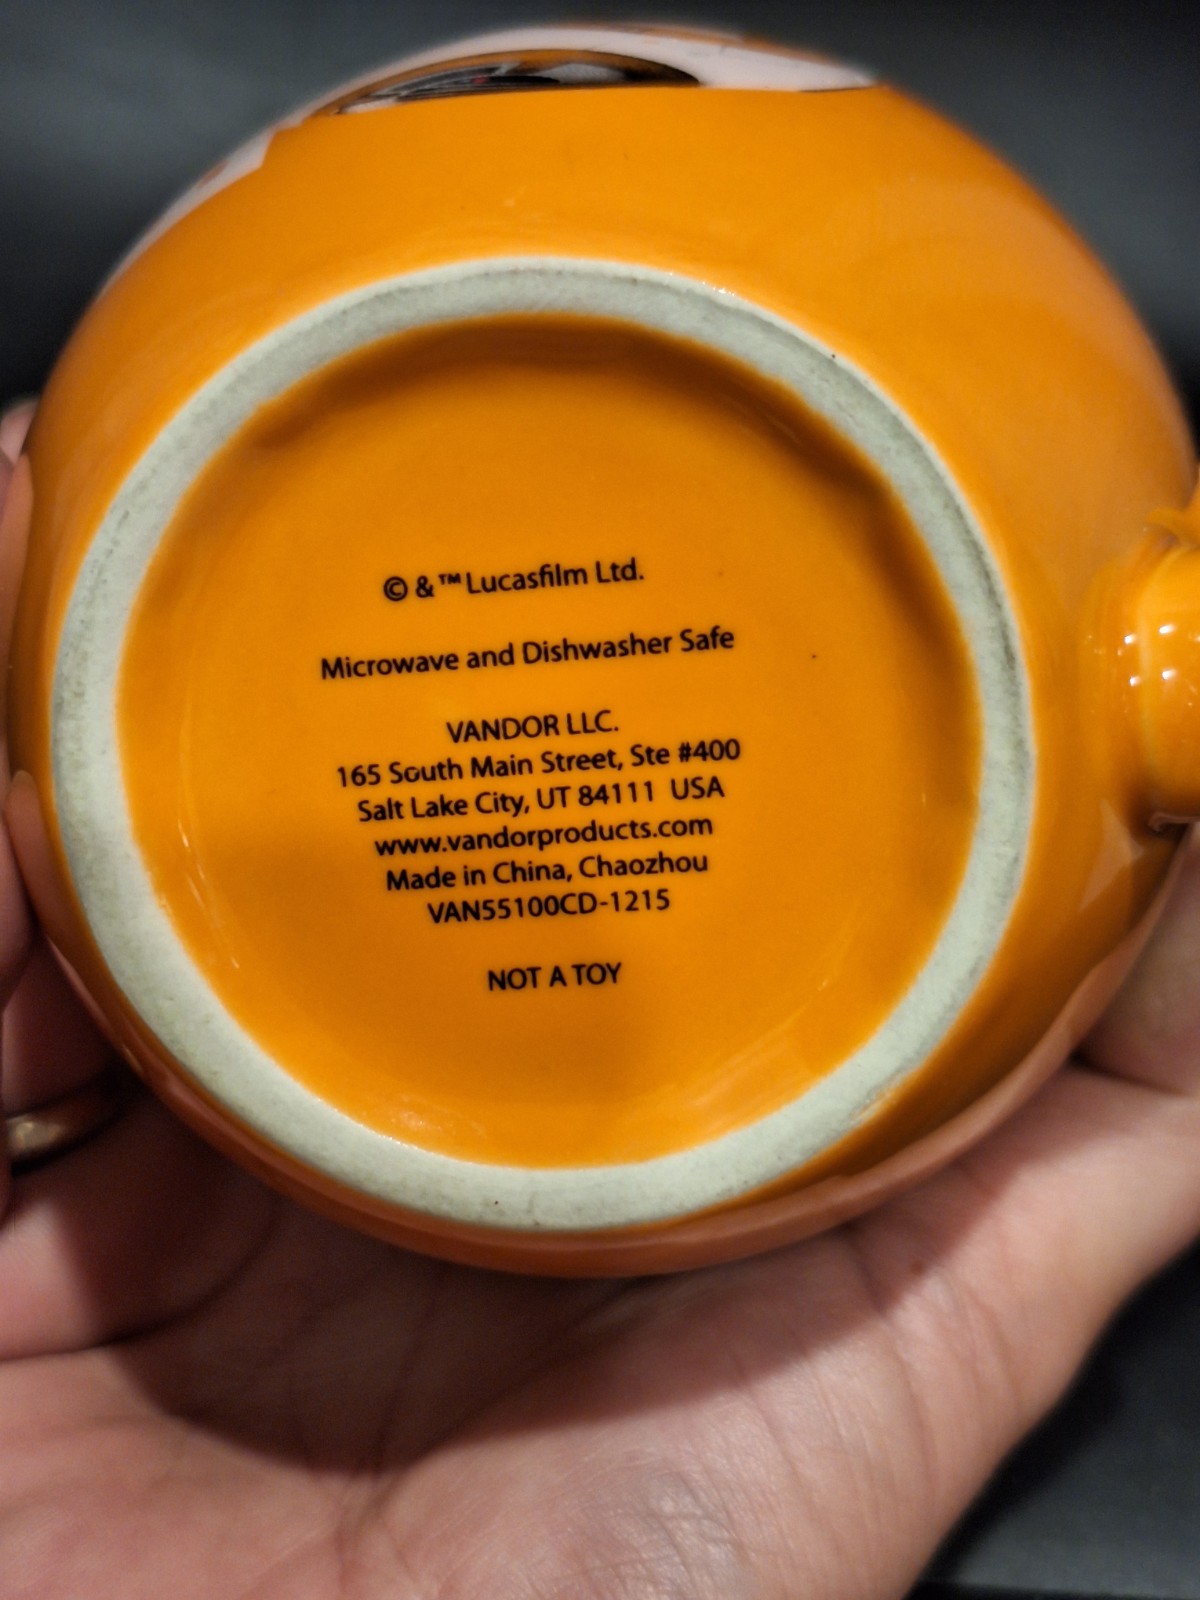 © &™ Lucasfilm Ltd.
Microwave and Dishwasher Safe
VANDOR LLC.
165 South Main Street, Ste #400
Salt Lake City, UT 84111 USA
www.vandorproducts.com
Made in China, Chaozhou
VAN55100CD-1215
NOT A TOY